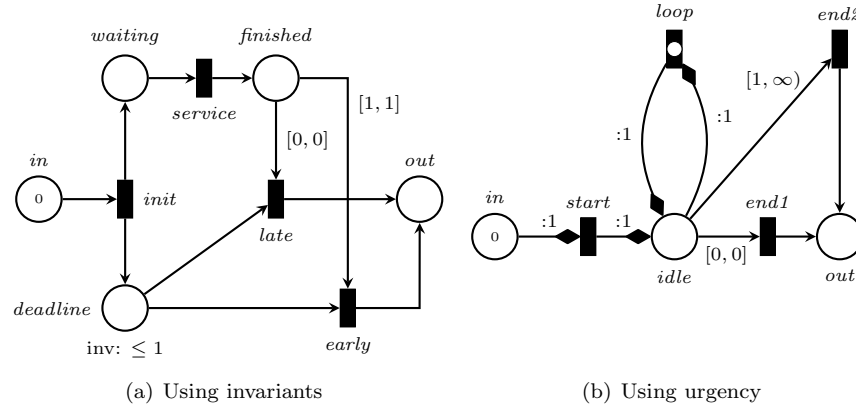 waiting
finished
service
[1, 1]
[0, 0]
in
0
init
out
late
deadline
inv: ≤ 1
early
(a) Using invariants
loop
end2
[1, ∞)
:1
:1
in
0
:1
start
:1
end1
[0, 0]
idle
out
(b) Using urgency